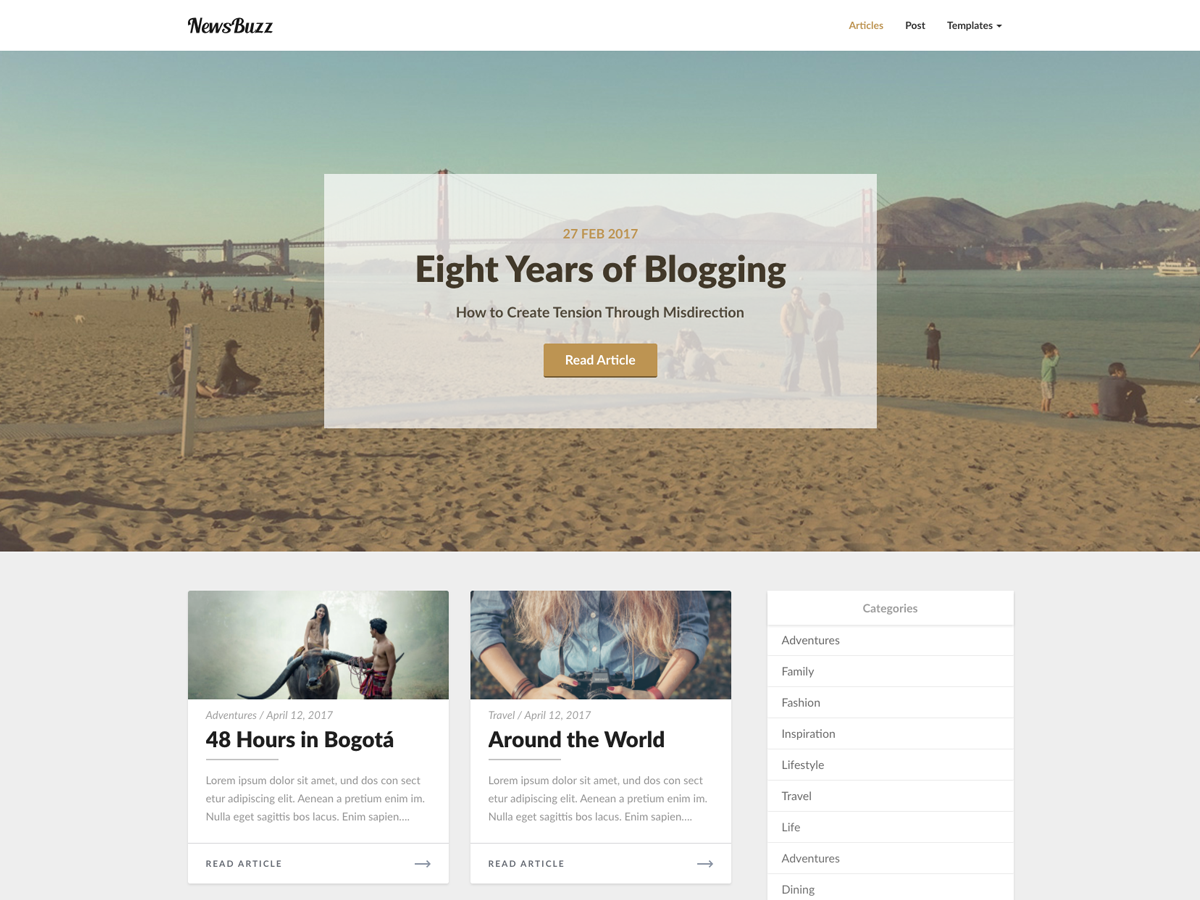 NewsBuzz
Articles
Post
Templates
27 FEB 2017
Eight Years of Blogging
How to Create Tension Through Misdirection
Read Article
Adventures / April 12, 2017
48 Hours in Bogotá
Lorem ipsum dolor sit amet, und dos con sect
etur adipiscing elit. Aenean a pretium enim im.
Nulla eget sagittis bos lacus. Enim sapien....
READ ARTICLE
Travel / April 12, 2017
Around the World
Lorem ipsum dolor sit amet, und dos con sect
etur adipiscing elit. Aenean a pretium enim im.
Nulla eget sagittis bos lacus. Enim sapien....
READ ARTICLE
Categories
Adventures
Family
Fashion
Inspiration
Lifestyle
Travel
Life
Adventures
Dining